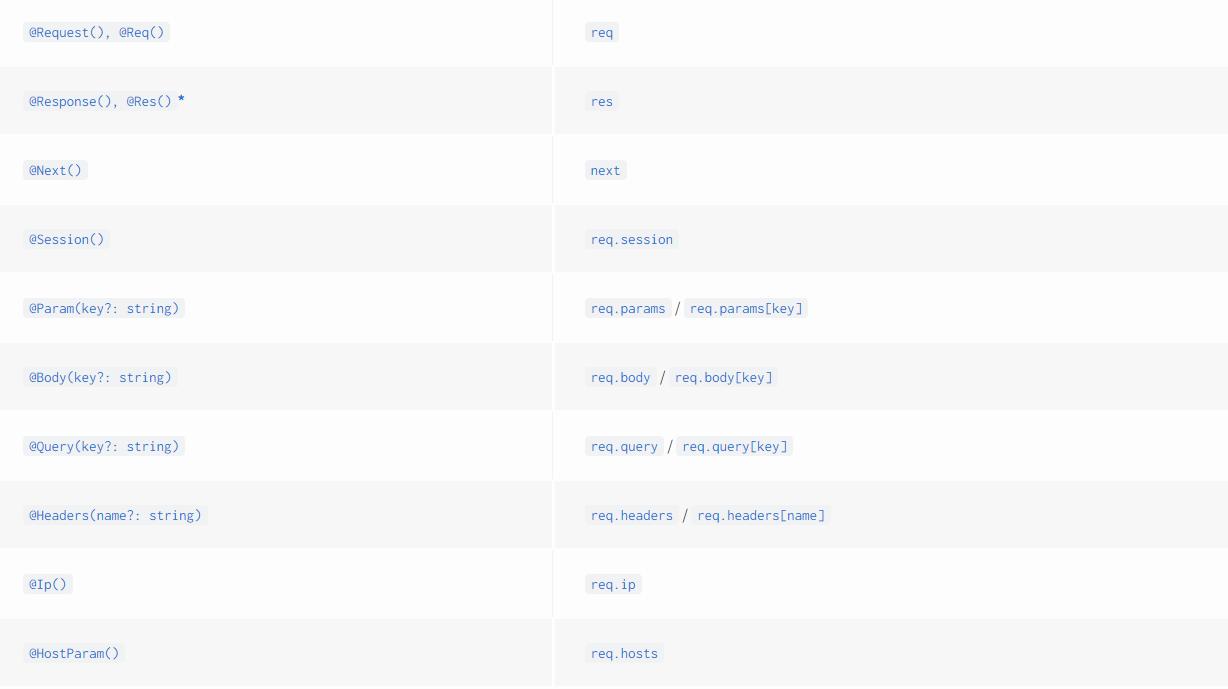 @Request(), @Req() req
@Response(), @Res() * res
@Next() next
@Session() req.session
@Param(key?: string) req.params / req.params[key]
@Body(key?: string) req.body / req.body[key]
@Query(key?: string) req.query / req.query[key]
@Headers(name?: string) req.headers / req.headers[name]
@Ip() req.ip
@HostParam() req.hosts